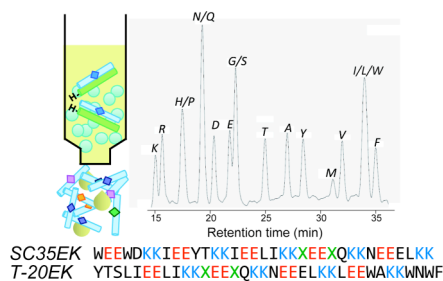 N/Q
G/S
I/L/W
H/P
R
K
D
E
T
A
Y
M
V
F
H
H
15 20 25 30 35
Retention time (min)
SC35EK WEEWDKKIEEYTKKIEELIKKXEEXQKKNEEELKK
T-20EK YTSLIEELIKKXEEXQKKNEEELKKLEEWAKKWNWF